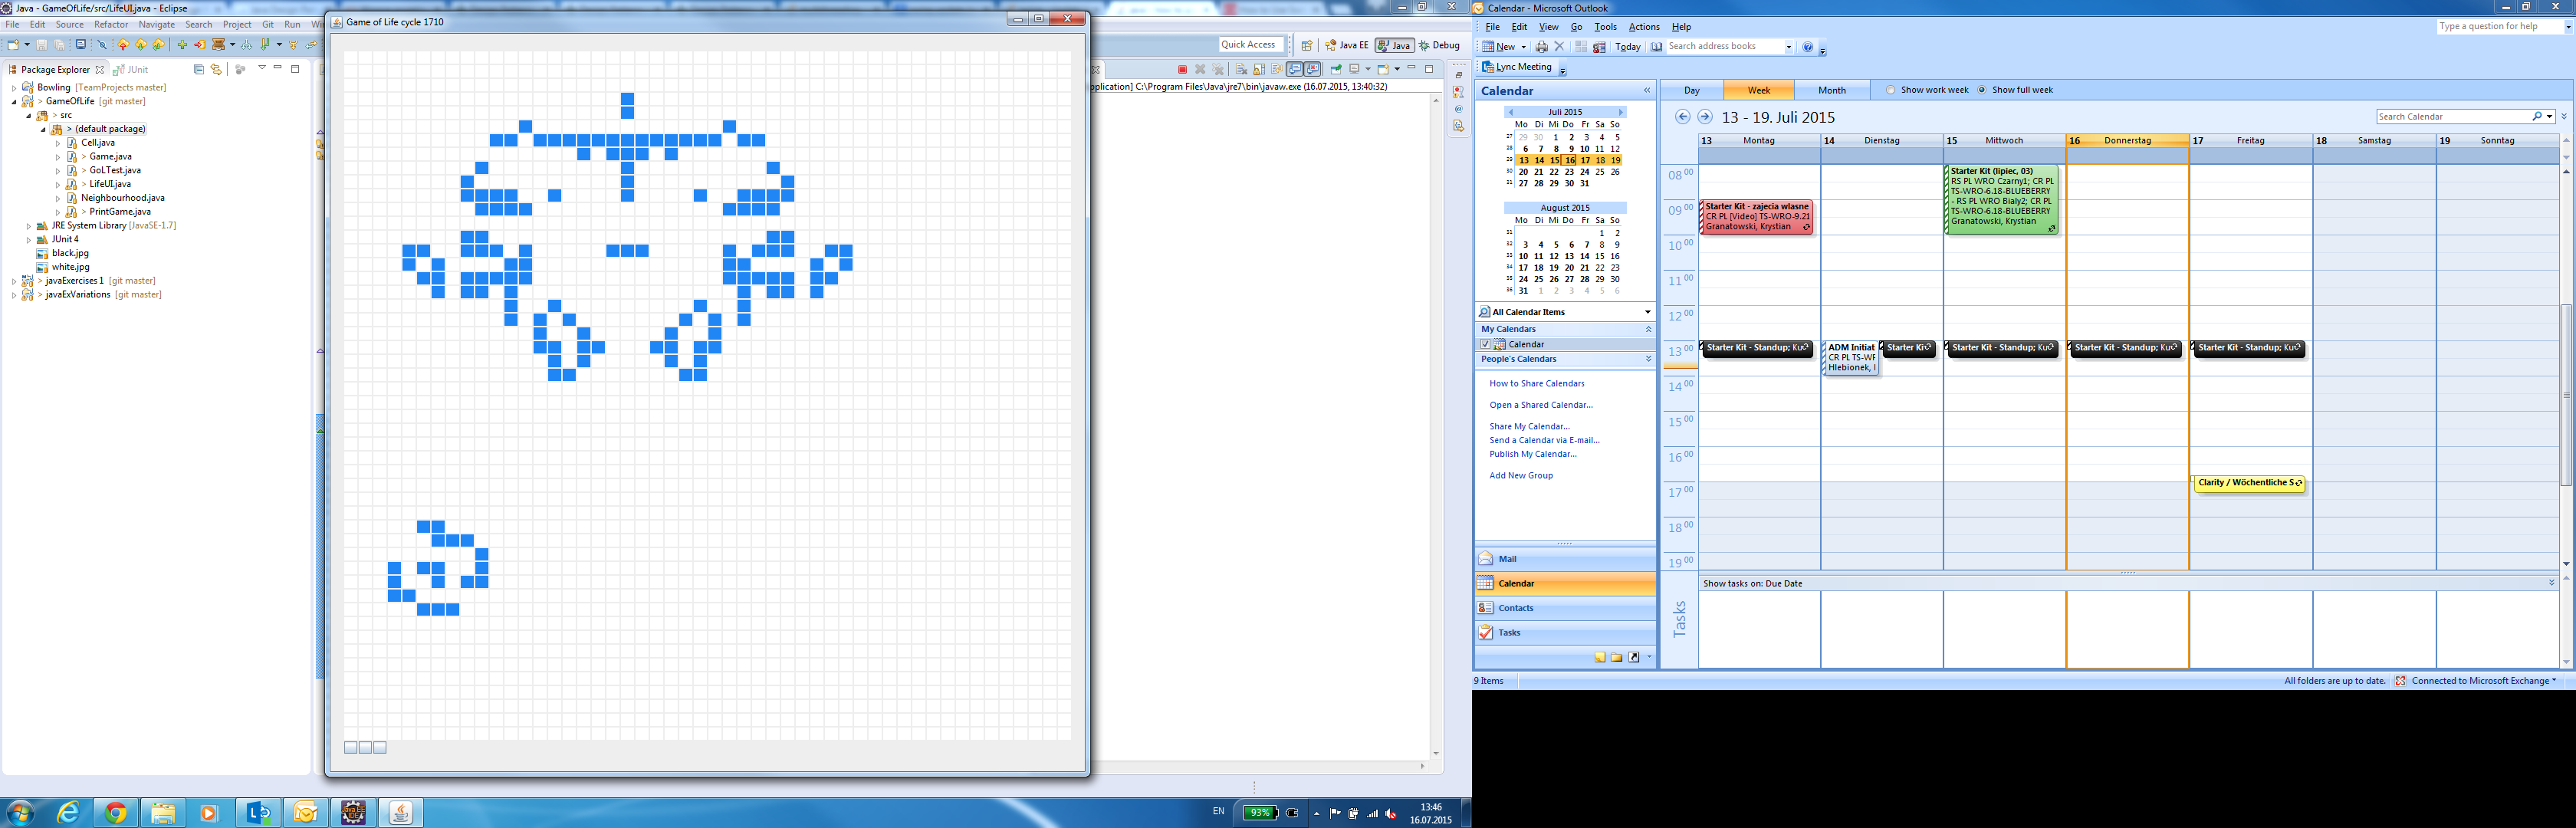 Java - GameOfLife/src/LifeUI.java - Eclipse
File Edit Source Refactor Navigate Search Project Git Run
Quick Access
Java EE
Java
Debug
Package Explorer
JUnit
Bowling [TeamProjects master]
> GameOfLife [git master]
> src
> (default package)
Cell.java
> Game.java
> GoLTest.java
> LifeUI.java
Neighbourhood.java
> PrintGame.java
JRE System Library [JavaSE-1.7]
JUnit 4
black.jpg
white.jpg
> javaExercises 1 [git master]
> javaExVariations [git master]
Game of Life cycle 1710
C:\Program Files\Java\jre7\bin\javaw.exe (16.07.2015, 13:40:32)
EN
93%
13:46
16.07.2015
Calendar - Microsoft Outlook
File Edit View Go Tools Actions Help
Type a question for help
New
Today
Search address books
Lync Meeting
Calendar
Juli 2015
Mo Di Mi Do Fr Sa So
27 29 30 1 2 3 4 5
28 6 7 8 9 10 11 12
29 13 14 15 16 17 18 19
30 20 21 22 23 24 25 26
31 27 28 29 30 31
August 2015
Mo Di Mi Do Fr Sa So
1 2
3 4 5 6 7 8 9
10 11 12 13 14 15 16
17 18 19 20 21 22 23
24 25 26 27 28 29 30
31 1 2 3 4 5 6
All Calendar Items
My Calendars
Calendar
People's Calendars
How to Share Calendars
Open a Shared Calendar...
Share My Calendar...
Send a Calendar via E-mail...
Publish My Calendar...
Add New Group
Mail
Calendar
Contacts
Tasks
Day Week Month Show work week Show full week
13 - 19. Juli 2015
Search Calendar
13 Montag 14 Dienstag 15 Mittwoch 16 Donnerstag 17 Freitag 18 Samstag 19 Sonntag
08 00
09 00
10 00
11 00
12 00
13 00
14 00
15 00
16 00
17 00
18 00
19 00
Starter Kit - zajecia wlasne
CR PL [Video] TS-WRO-9.21
Granatowski, Krystian
Starter Kit (lipiec, 03)
RS PL WRO Czarny1; CR PL
TS-WRO-6.18-BLUEBERRY
- RS PL WRO Bialy2; CR PL
TS-WRO-6.18-BLUEBERRY
Granatowski, Krystian
Starter Kit - Standup; Ku
ADM Initiat
CR PL TS-WF
Hlebionek, I
Starter Ki
Starter Kit - Standup; Ku
Starter Kit - Standup; Ku
Starter Kit - Standup; Ku
Clarity / Wöchentliche S
Tasks
Show tasks on: Due Date
9 Items
All folders are up to date.
Connected to Microsoft Exchange